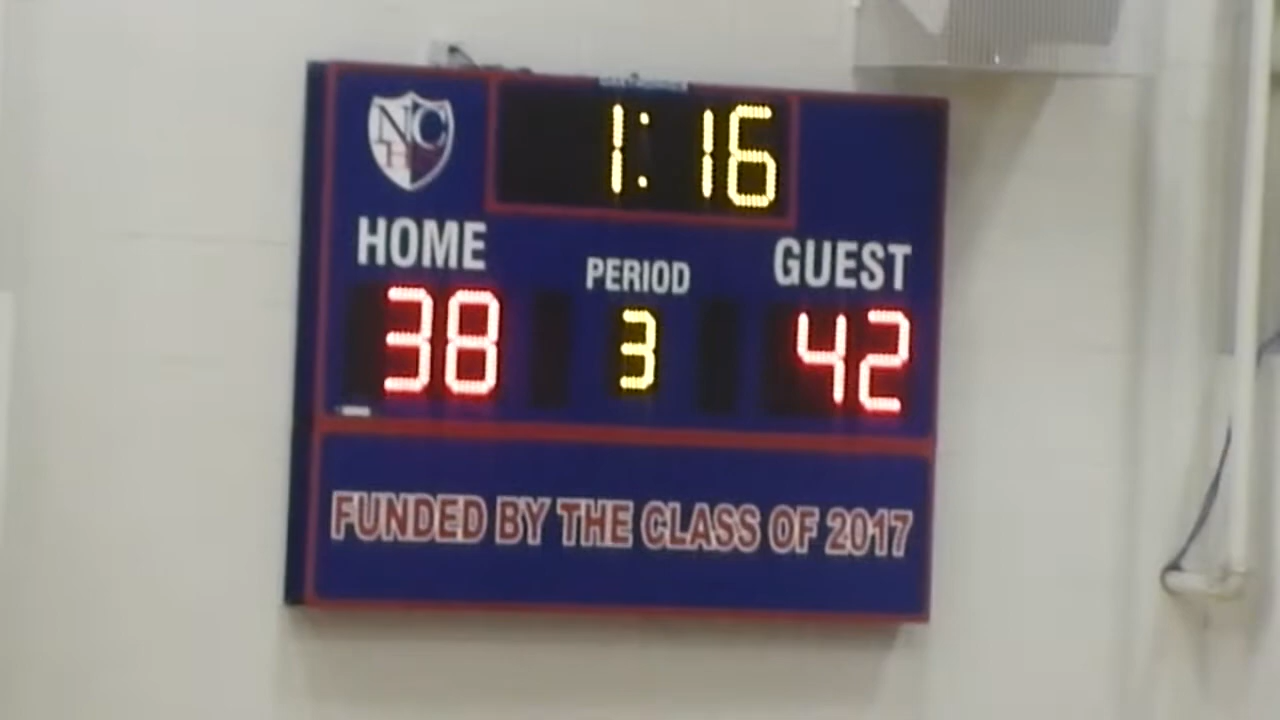 NCH
1:16
HOME
PERIOD
GUEST
38
3
42
FUNDED BY THE CLASS OF 2017